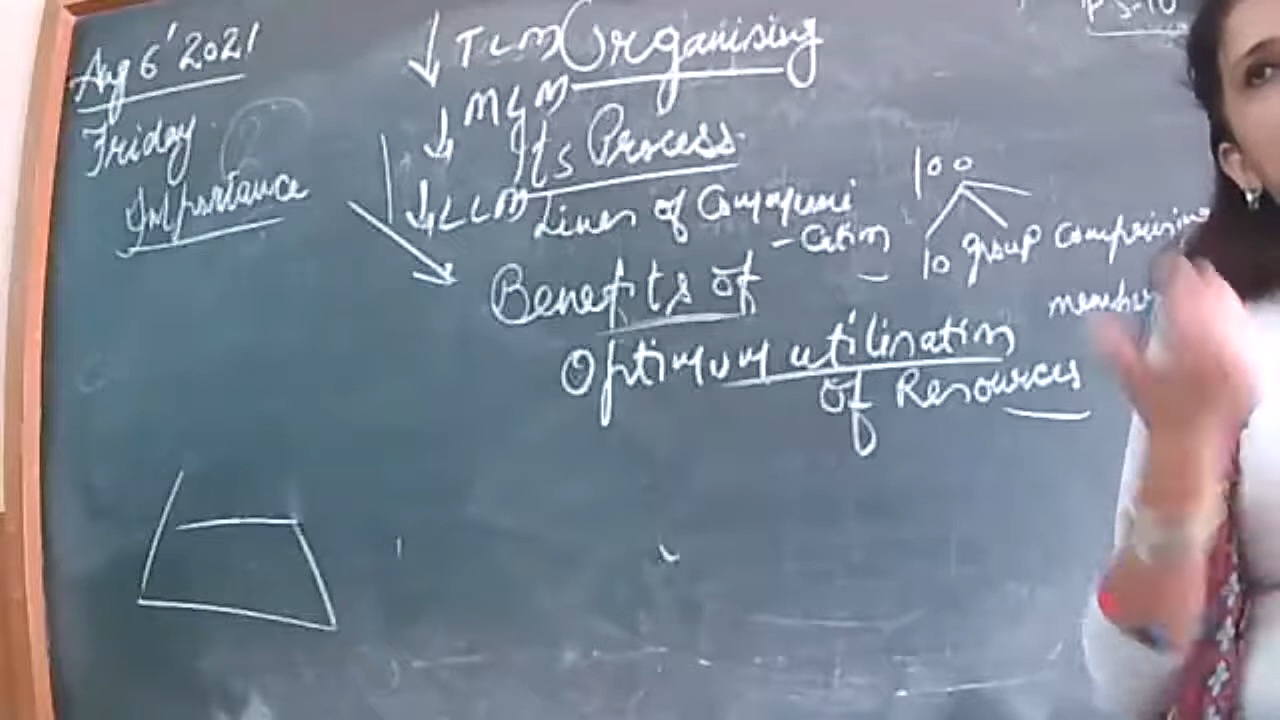 Aug 6' 2021
Friday
Importance
↓ TLM Organising
↓ MLM
Its Process
↓ LLM
Lines of Communi
-cation
Benefits of
Optimum utilisation
of Resources
100
10 group comprising